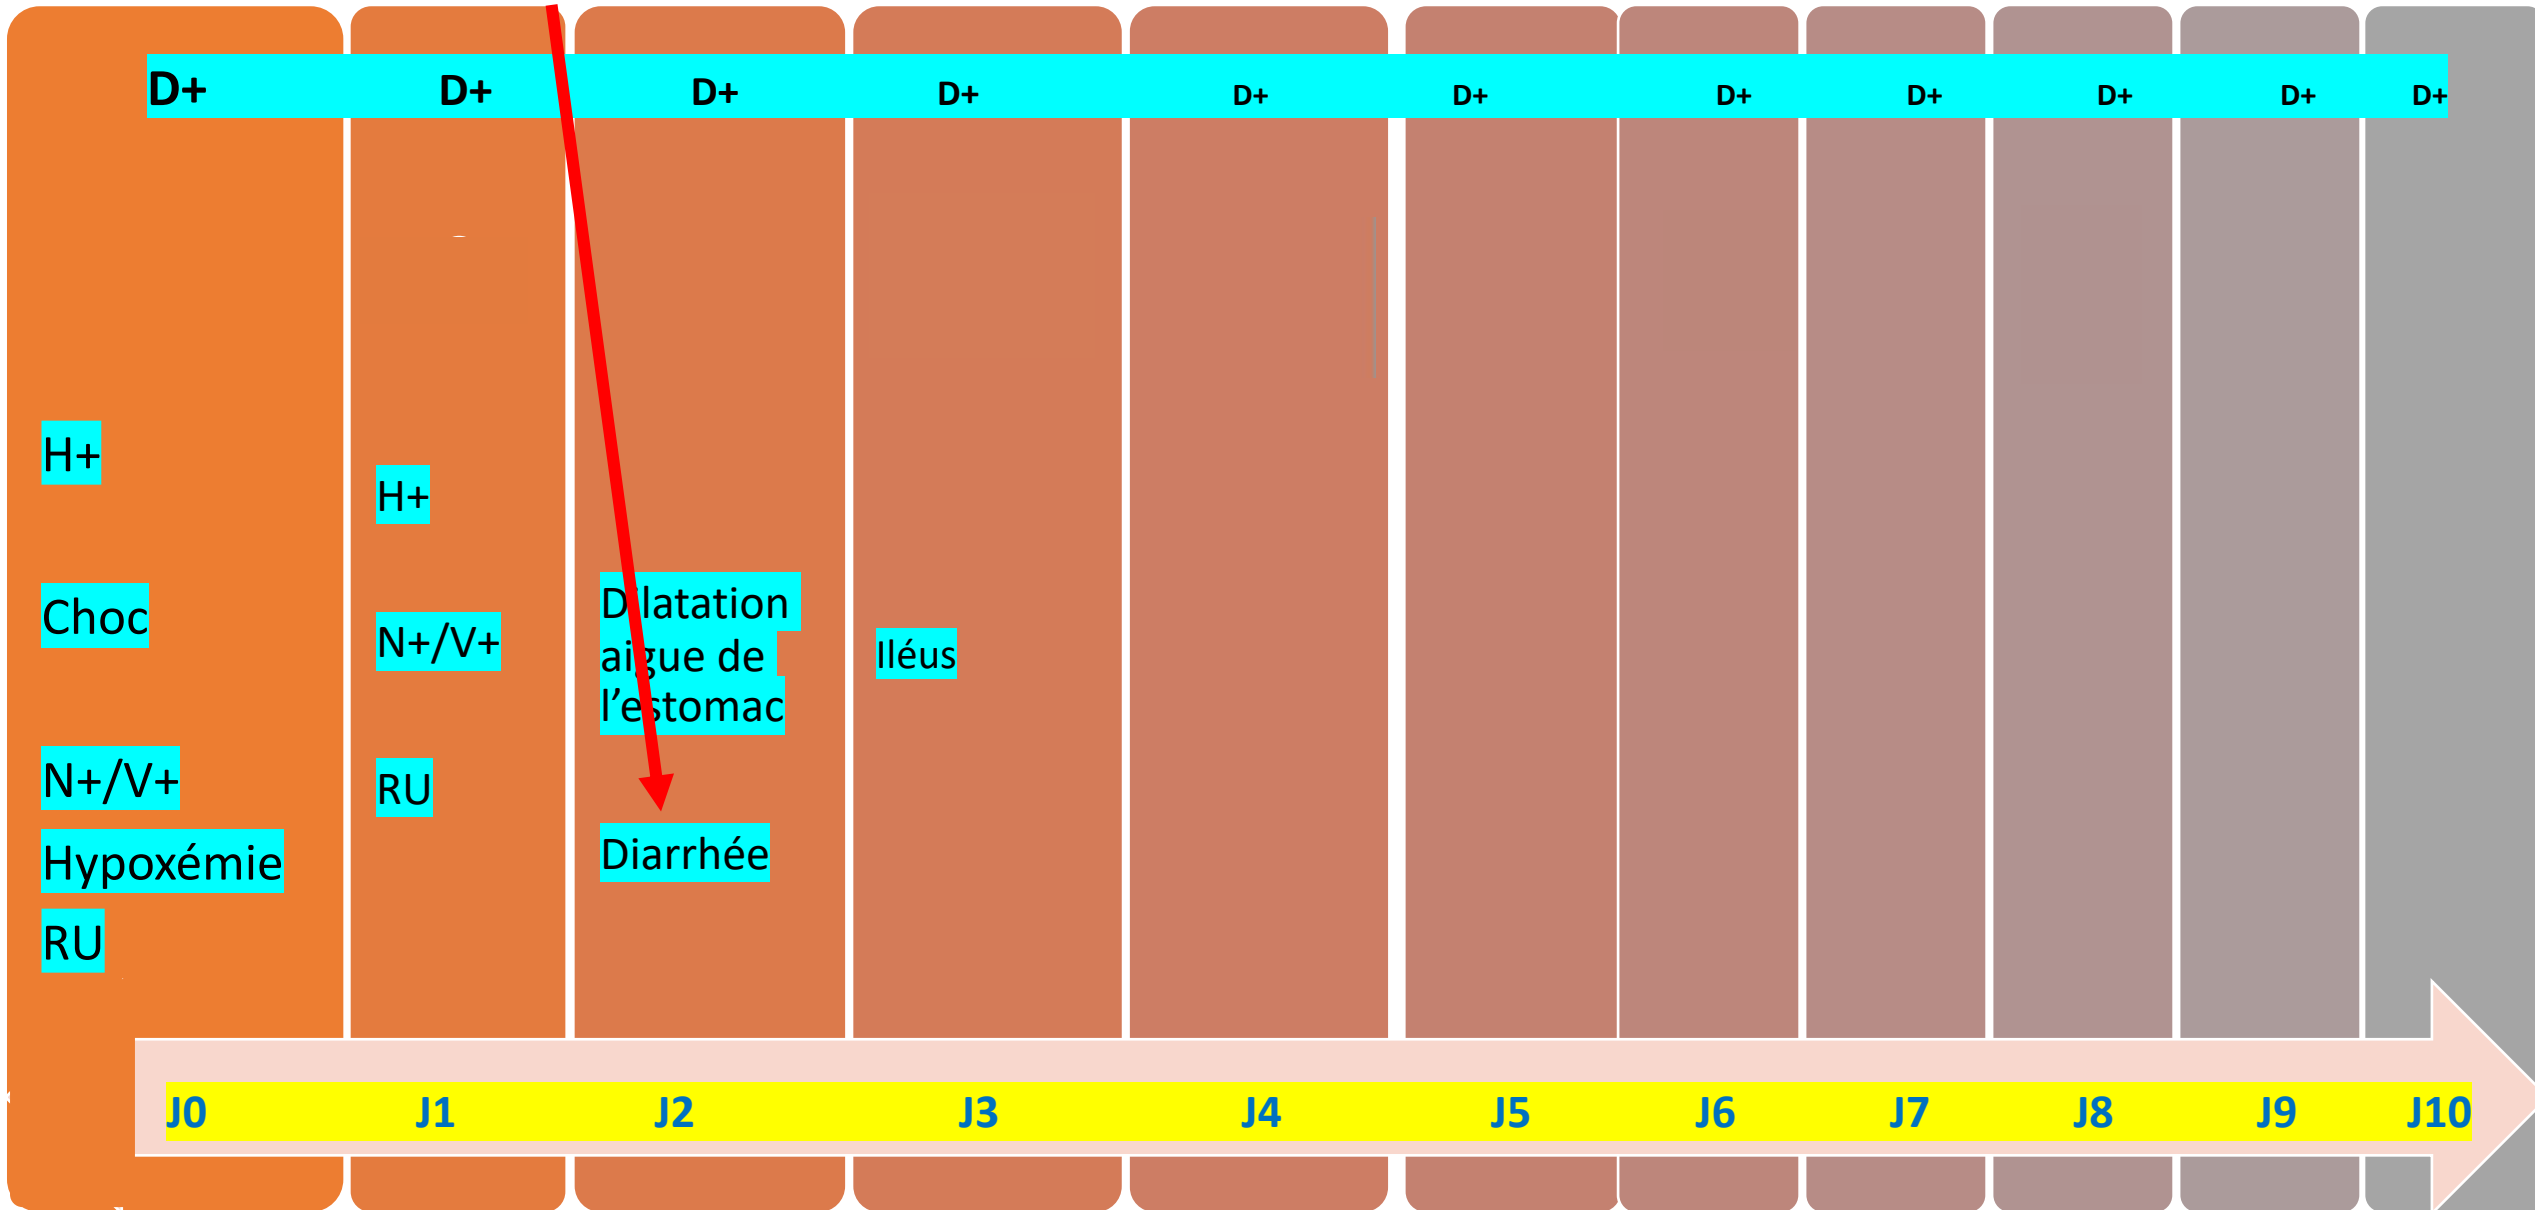 D+ D+ D+ D+ D+ D+ D+ D+ D+ D+ D+
H+
Choc
N+/V+
Hypoxémie
RU
H+
N+/V+
RU
Dilatation
aigue de
l'estomac
Diarrhée
Iléus
J0 J1 J2 J3 J4 J5 J6 J7 J8 J9 J10